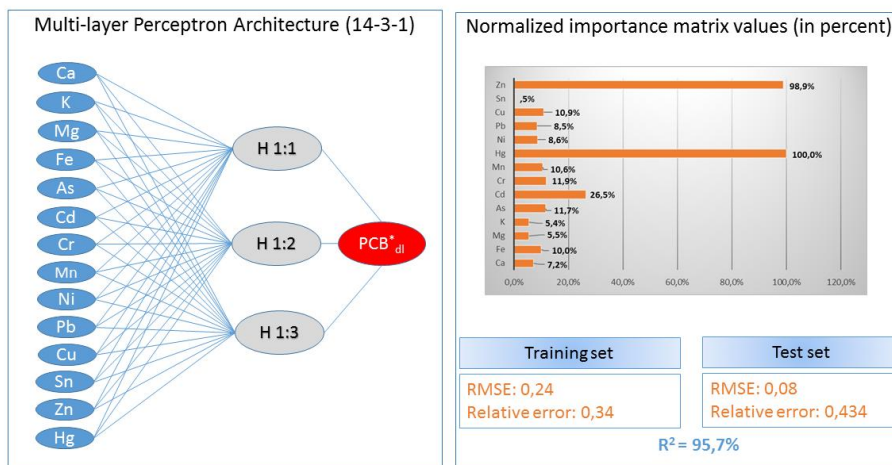 Multi-layer Perceptron Architecture (14-3-1)
Ca
K
Mg
Fe
As
Cd
Cr
Mn
Ni
Pb
Cu
Sn
Zn
Hg
H 1:1
H 1:2
H 1:3
PCB*dl
Normalized importance matrix values (in percent)
Zn 98,9%
Sn ,5%
Cu 10,9%
Pb 8,5%
Ni 8,6%
Hg 100,0%
Mn 10,6%
Cr 11,9%
Cd 26,5%
As 11,7%
K 5,4%
Mg 5,5%
Fe 10,0%
Ca 7,2%
0,0% 20,0% 40,0% 60,0% 80,0% 100,0% 120,0%
Training set
RMSE: 0,24
Relative error: 0,34
Test set
RMSE: 0,08
Relative error: 0,434
R² = 95,7%